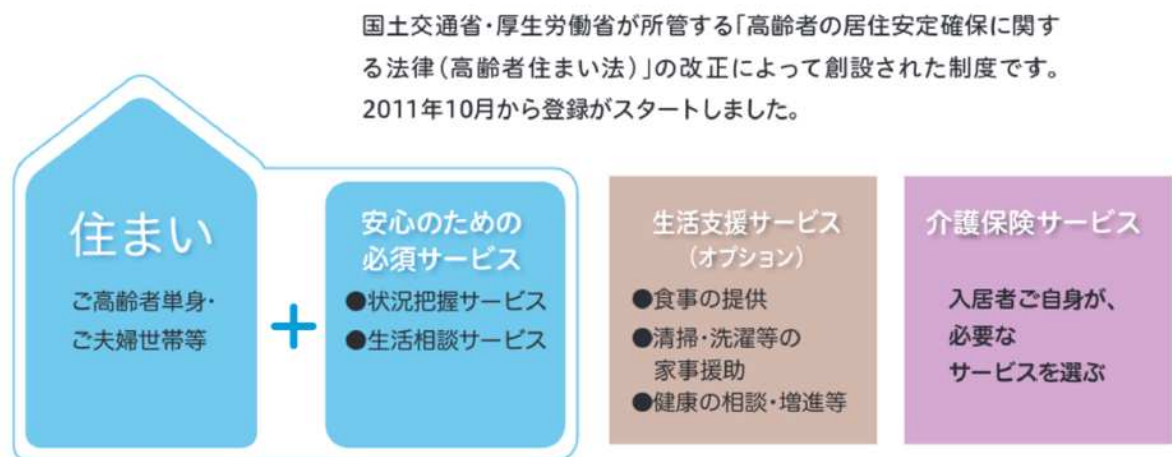 国土交通省・厚生労働省が所管する「高齢者の居住安定確保に関す
る法律（高齢者住まい法）」の改正によって創設された制度です。
2011年10月から登録がスタートしました。
住まい
ご高齢者単身・
ご夫婦世帯等
+
安心のための
必須サービス
●状況把握サービス
●生活相談サービス
生活支援サービス
（オプション）
●食事の提供
●清掃・洗濯等の
家事援助
●健康の相談・増進等
介護保険サービス
入居者ご自身が、
必要な
サービスを選ぶ